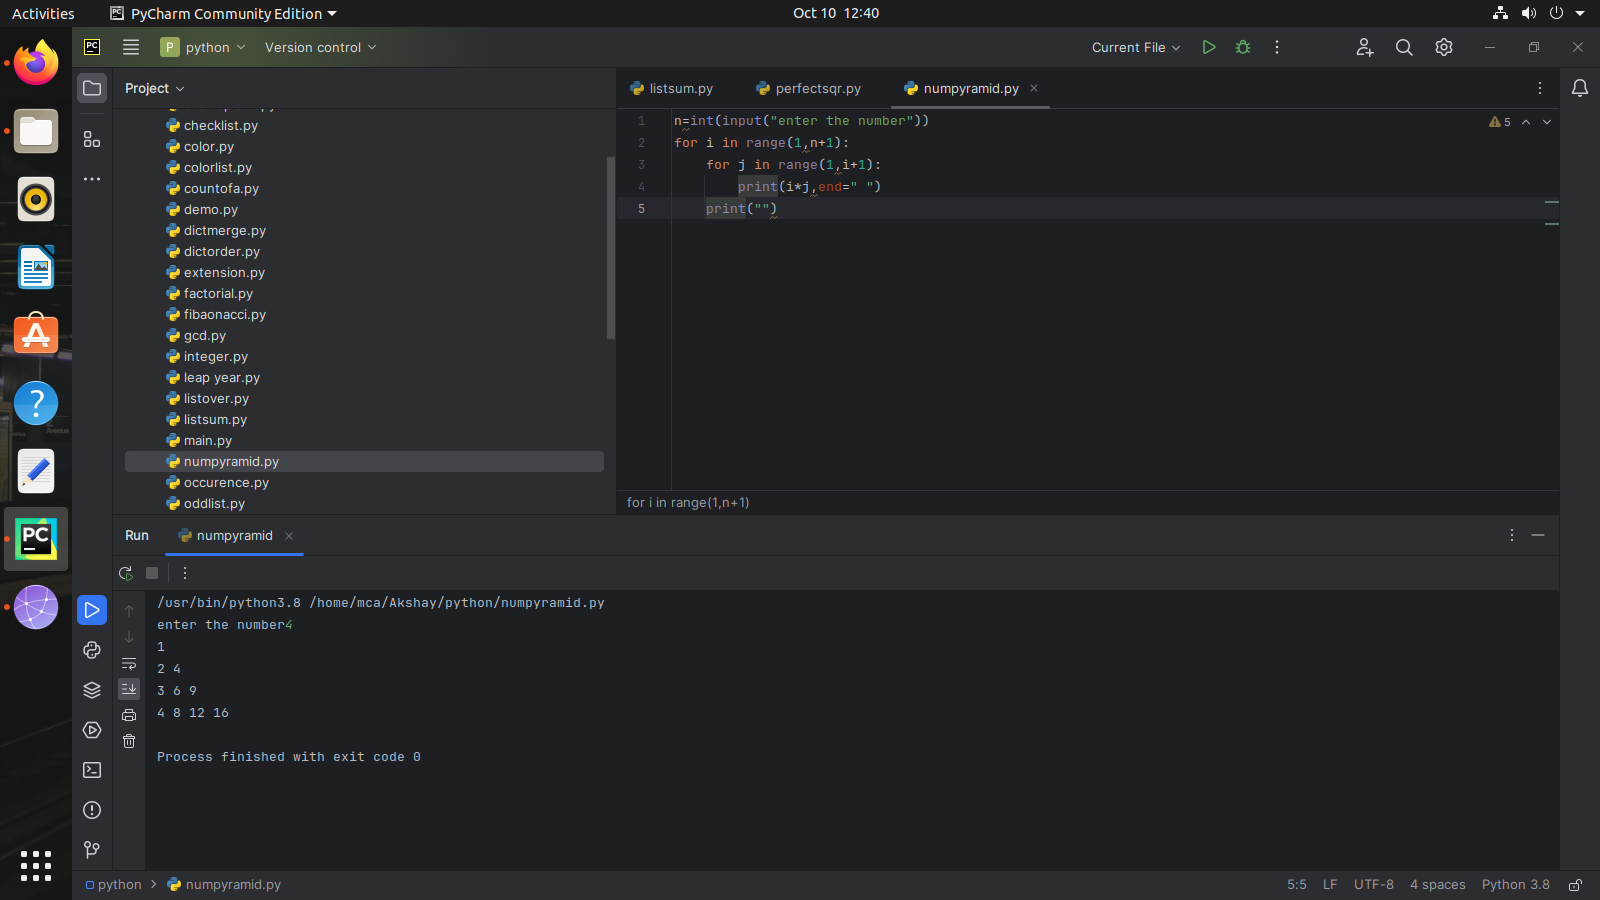 Activities
PyCharm Community Edition
Oct 10 12:40
PC
P python
Version control
Current File
Project
checklist.py
color.py
colorlist.py
countofa.py
demo.py
dictmerge.py
dictorder.py
extension.py
factorial.py
fibaonacci.py
gcd.py
integer.py
leap year.py
listover.py
listsum.py
main.py
numpyramid.py
occurence.py
oddlist.py
listsum.py
perfectsqr.py
numpyramid.py
1 n=int(input("enter the number"))
2 for i in range(1,n+1):
3     for j in range(1,i+1):
4         print(i*j,end=" ")
5     print("")
5
for i in range(1,n+1)
Run
numpyramid
/usr/bin/python3.8 /home/mca/Akshay/python/numpyramid.py
enter the number4
1
2 4
3 6 9
4 8 12 16
Process finished with exit code 0
PC
python
numpyramid.py
5:5
LF
UTF-8
4 spaces
Python 3.8